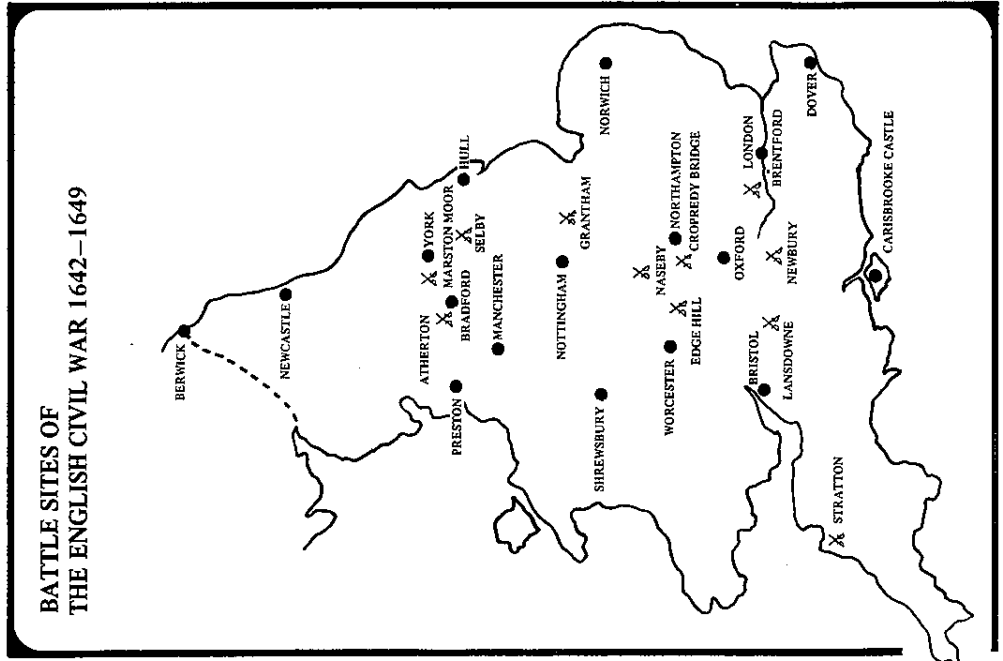 BATTLE SITES OF
THE ENGLISH CIVIL WAR 1642–1649
BERWICK
NEWCASTLE
ATHERTON
YORK
MARSTON MOOR
HULL
BRADFORD
SELBY
PRESTON
MANCHESTER
NOTTINGHAM
GRANTHAM
NORWICH
SHREWSBURY
NASEBY
NORTHAMPTON
WORCESTER
EDGE HILL
CROPREDY BRIDGE
OXFORD
LONDON
BRENTFORD
BRISTOL
LANSDOWNE
NEWBURY
DOVER
STRATTON
CARISBROOKE CASTLE